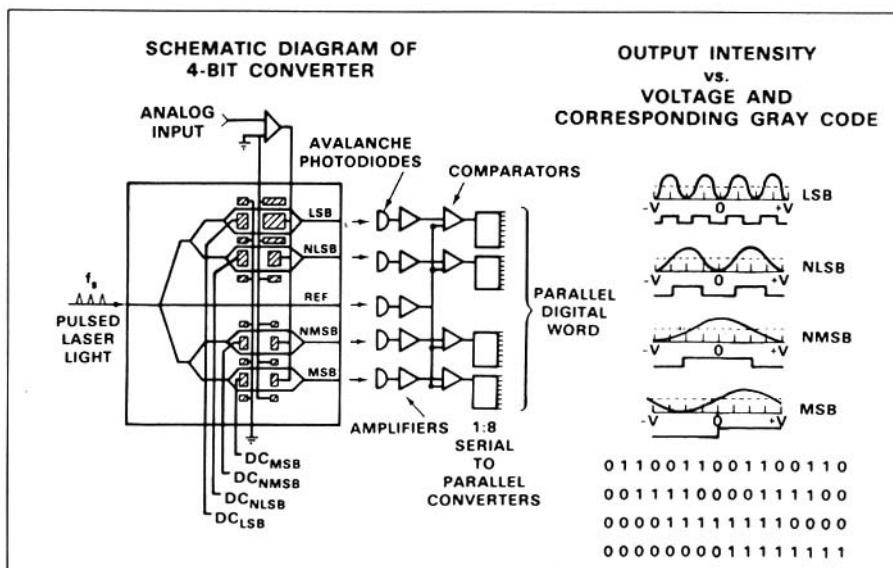 SCHEMATIC DIAGRAM OF
4-BIT CONVERTER
ANALOG
INPUT
AVALANCHE
PHOTODIODES
COMPARATORS
LSB
NLSB
REF
NMSB
MSB
f_s
PULSED
LASER
LIGHT
PARALLEL
DIGITAL
WORD
AMPLIFIERS
1:8
SERIAL
TO
PARALLEL
CONVERTERS
DC_MSB
DC_NMSB
DC_NLSB
DC_LSB
OUTPUT INTENSITY
vs.
VOLTAGE AND
CORRESPONDING GRAY CODE
LSB
-V 0 +V
NLSB
-V 0 +V
NMSB
-V 0 +V
MSB
-V 0 +V
0 1 1 0 0 1 1 0 0 1 1 0 0 1 1 0
0 0 1 1 1 1 0 0 0 0 1 1 1 1 0 0
0 0 0 0 1 1 1 1 1 1 1 1 0 0 0 0
0 0 0 0 0 0 0 0 1 1 1 1 1 1 1 1